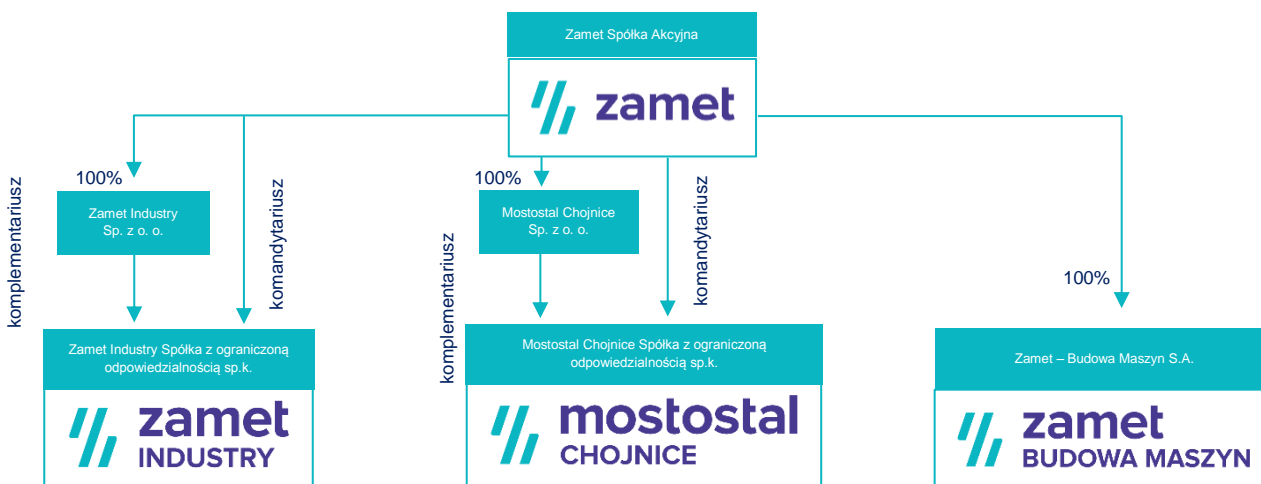 Zamet Spółka Akcyjna
zamet
komplementariusz
100%
Zamet Industry
Sp. z o. o.
komandytariusz
100%
Mostostal Chojnice
Sp. z o. o.
komplementariusz
komandytariusz
100%
Zamet Industry Spółka z ograniczoną
odpowiedzialnością sp.k.
zamet
INDUSTRY
Mostostal Chojnice Spółka z ograniczoną
odpowiedzialnością sp.k.
mostostal
CHOJNICE
Zamet – Budowa Maszyn S.A.
zamet
BUDOWA MASZYN